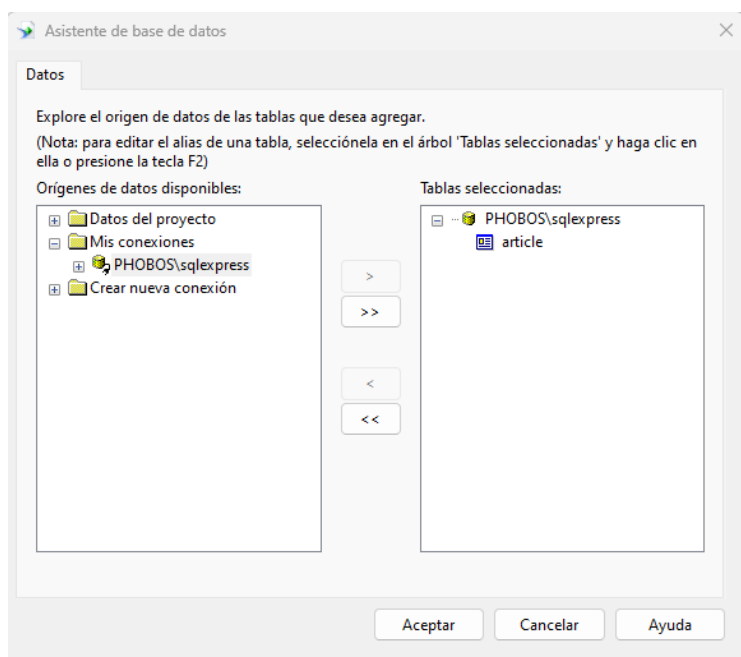 Asistente de base de datos
Datos
Explore el origen de datos de las tablas que desea agregar.
(Nota: para editar el alias de una tabla, selecciónela en el árbol 'Tablas seleccionadas' y haga clic en
ella o presione la tecla F2)
Orígenes de datos disponibles:
Datos del proyecto
Mis conexiones
PHOBOS\sqlexpress
Crear nueva conexión
>
>>
<
<<
Tablas seleccionadas:
PHOBOS\sqlexpress
article
Aceptar
Cancelar
Ayuda